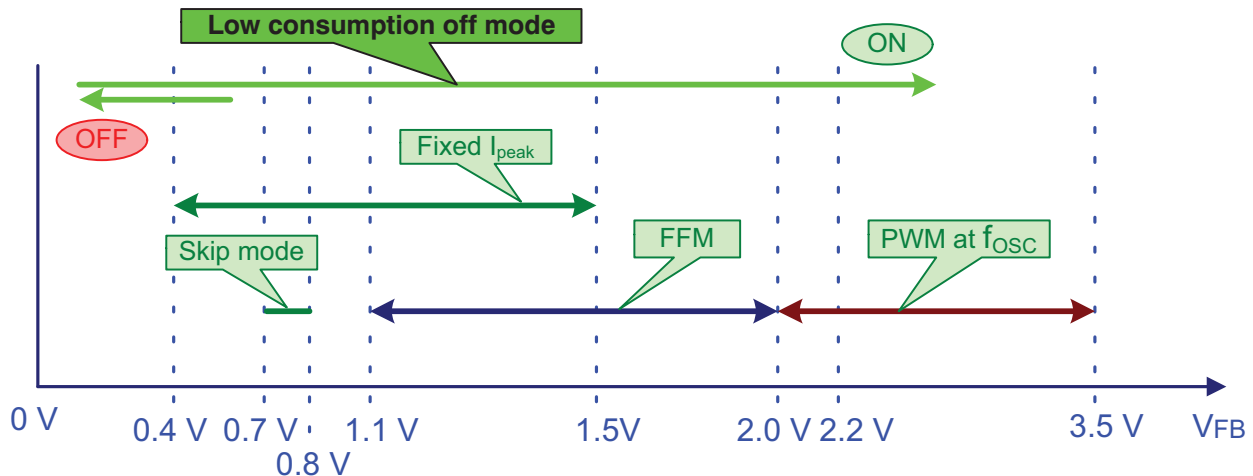 Low consumption off mode
ON
OFF
Fixed Ipeak
Skip mode
FFM
PWM at fOSC
0 V
0.4 V
0.7 V
0.8 V
1.1 V
1.5V
2.0 V
2.2 V
3.5 V
VFB